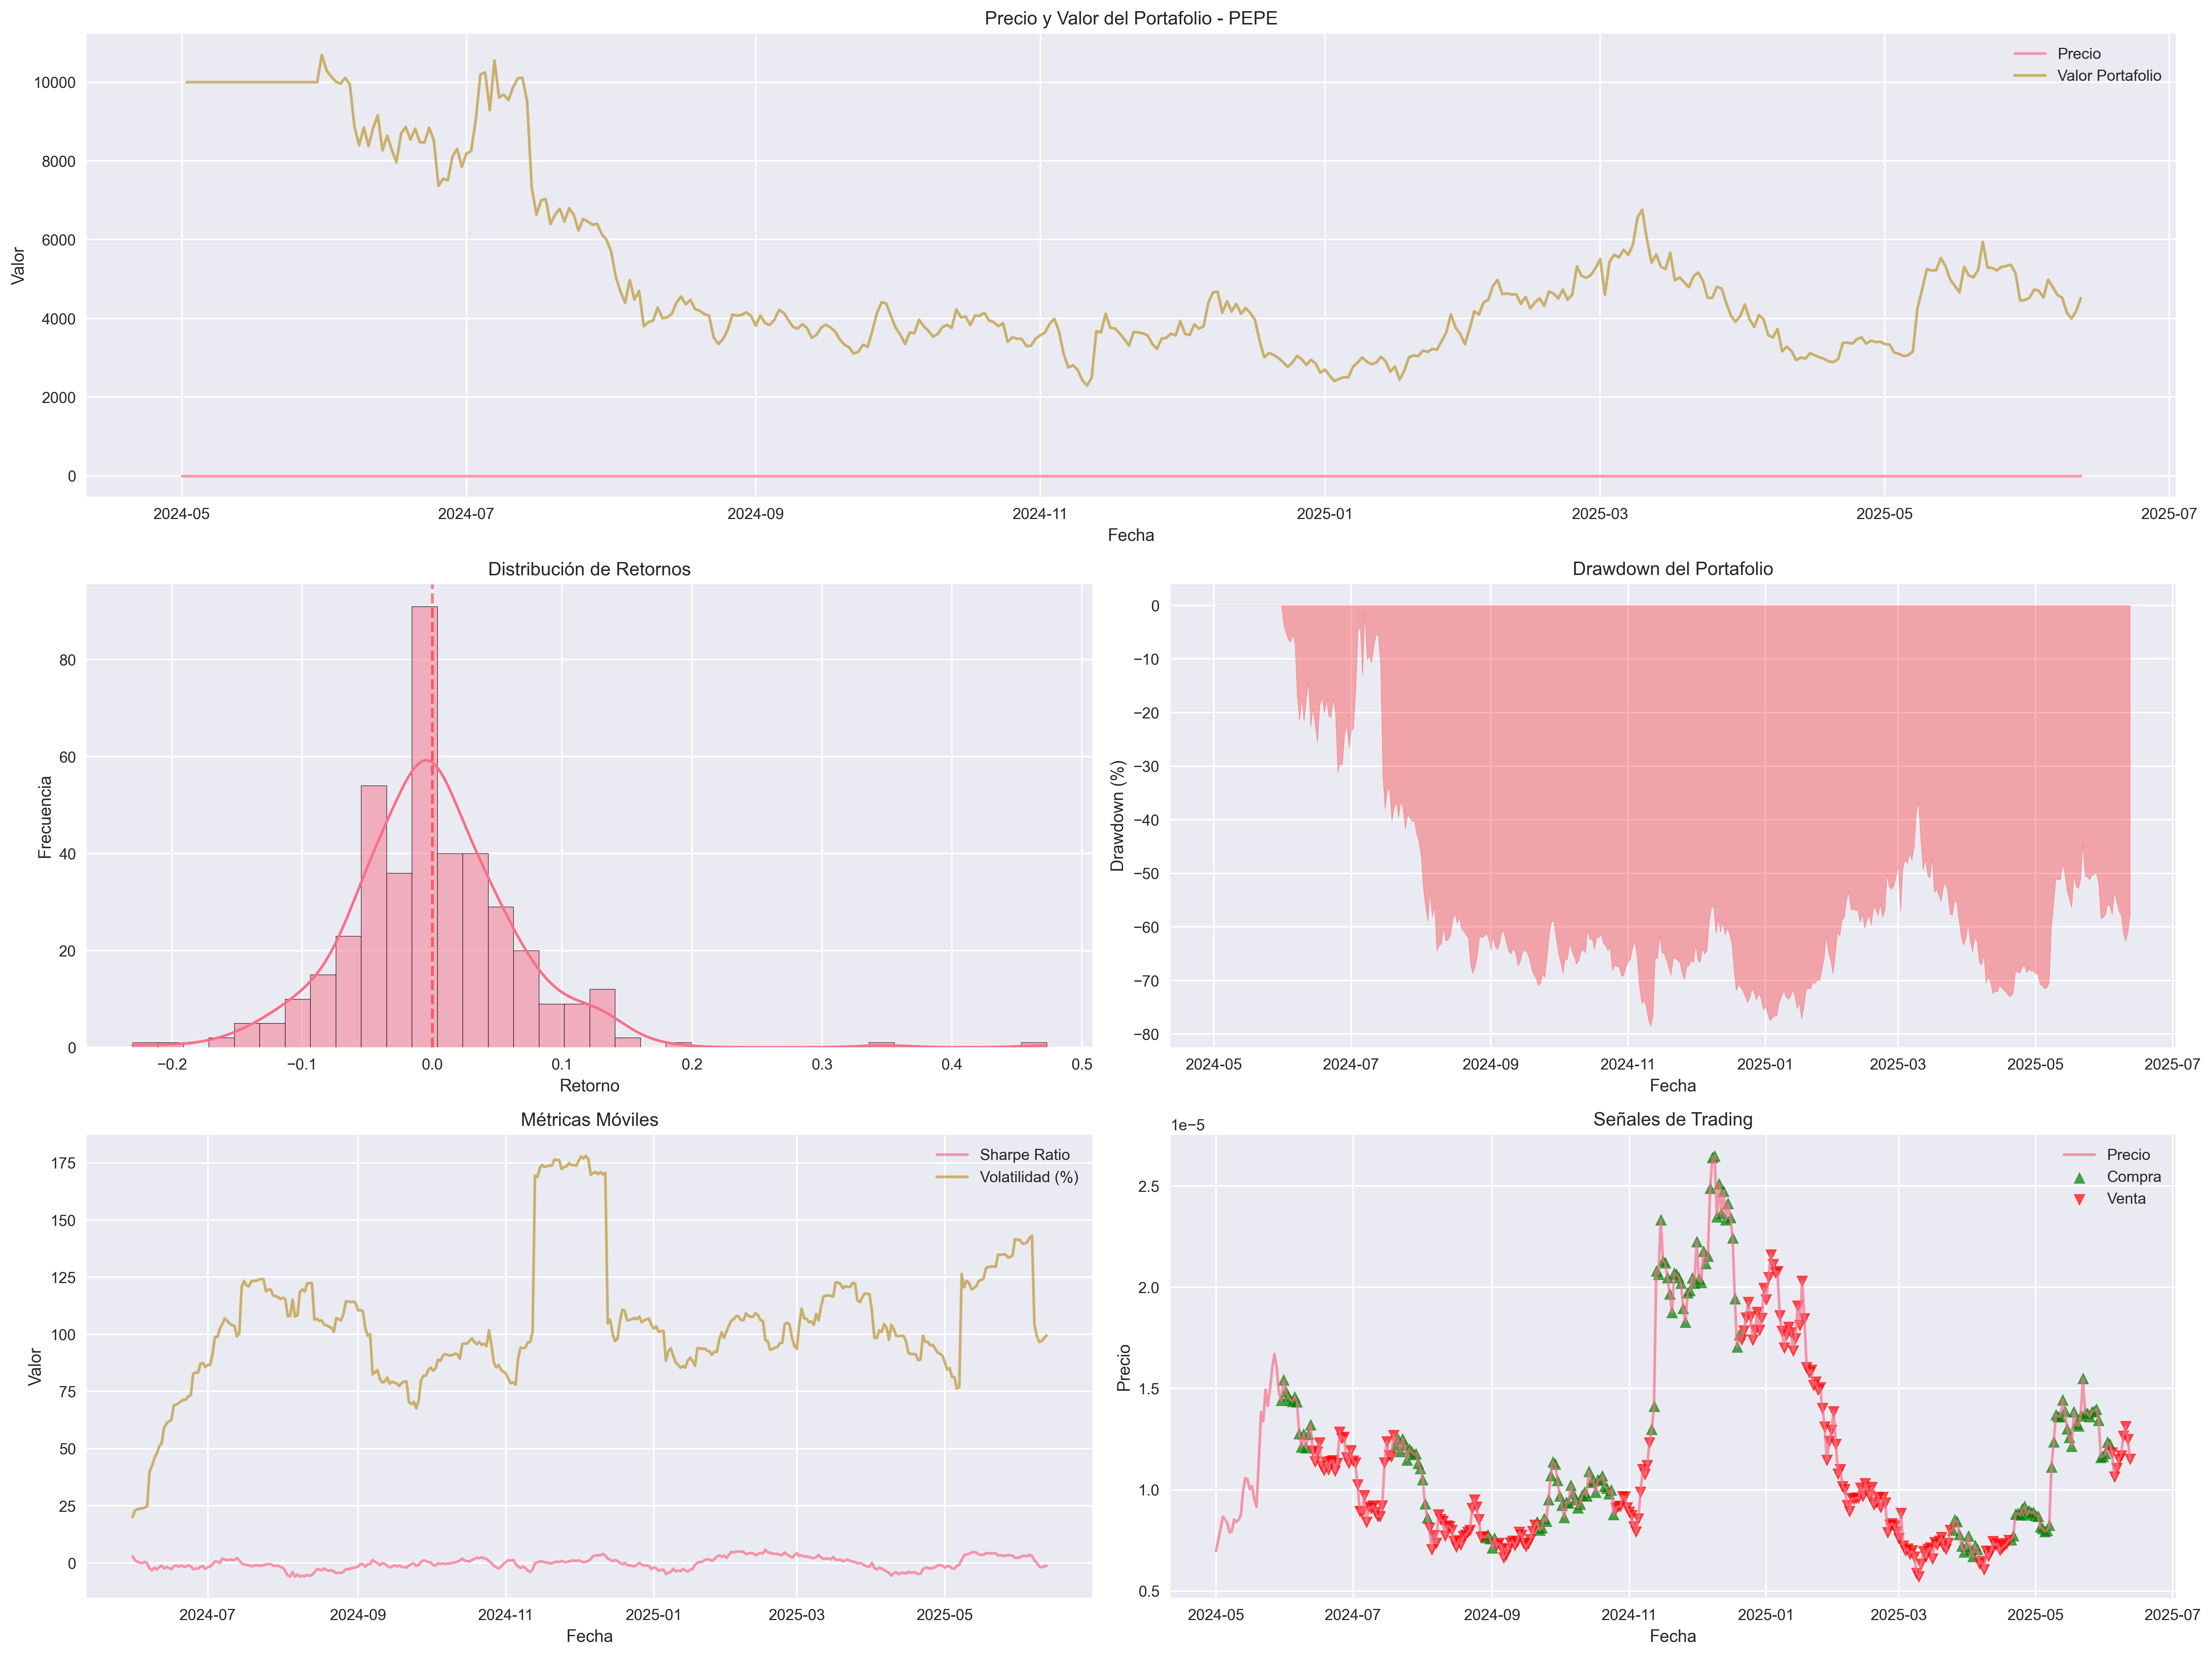 Precio y Valor del Portafolio - PEPE
Precio
Valor Portafolio
10000
8000
6000
4000
2000
0
Valor
2024-05 2024-07 2024-09 2024-11 2025-01 2025-03 2025-05 2025-07
Fecha
Distribución de Retornos
80
60
40
20
0
Frecuencia
−0.2 −0.1 0.0 0.1 0.2 0.3 0.4 0.5
Retorno
Drawdown del Portafolio
0
−10
−20
−30
−40
−50
−60
−70
−80
Drawdown (%)
2024-05 2024-07 2024-09 2024-11 2025-01 2025-03 2025-05 2025-07
Fecha
Métricas Móviles
Sharpe Ratio
Volatilidad (%)
175
150
125
100
75
50
25
0
Valor
2024-07 2024-09 2024-11 2025-01 2025-03 2025-05
Fecha
Señales de Trading
1e−5
Precio
Compra
Venta
2.5
2.0
1.5
1.0
0.5
Precio
2024-05 2024-07 2024-09 2024-11 2025-01 2025-03 2025-05 2025-07
Fecha